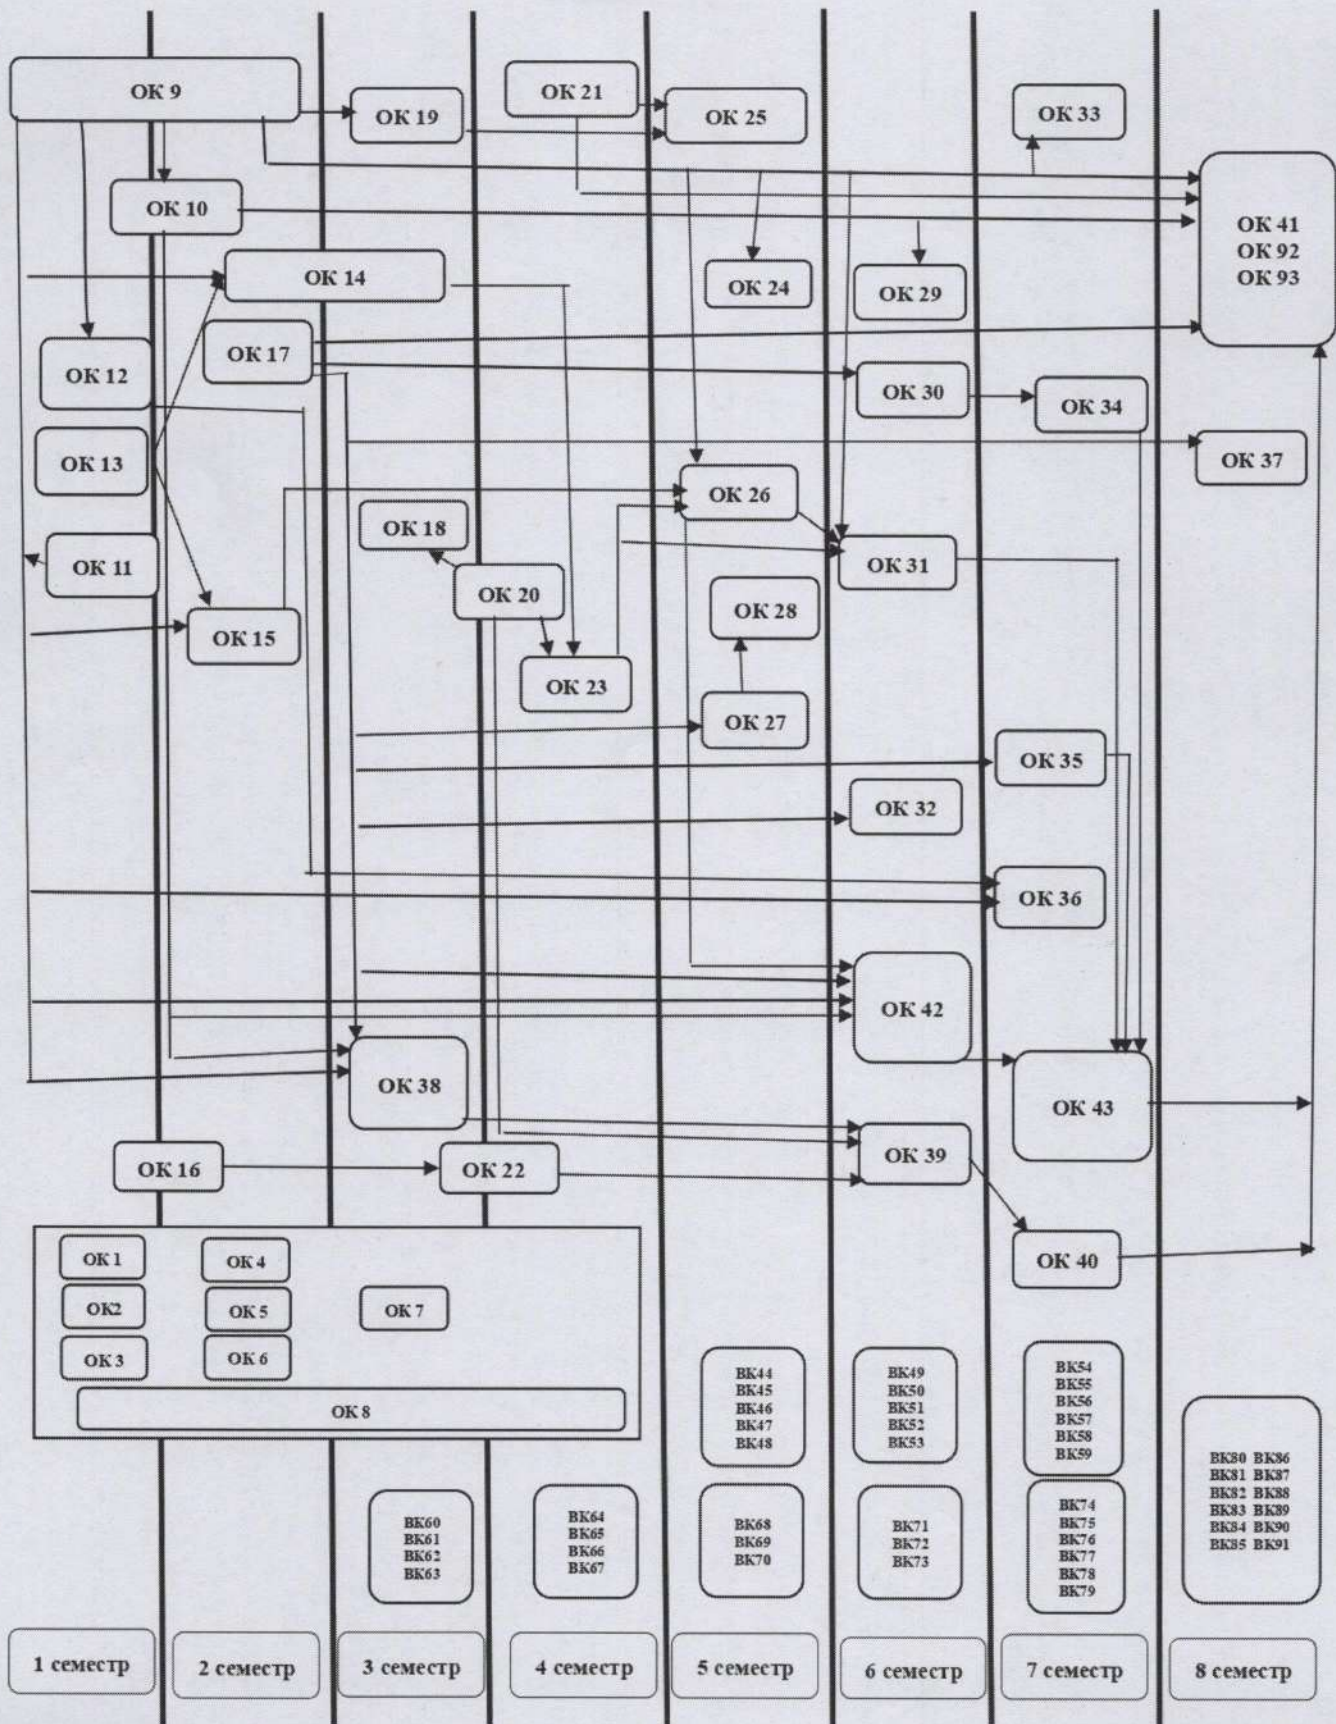 ОК 9
ОК 19
ОК 21
ОК 25
ОК 33
ОК 10
ОК 41
ОК 92
ОК 93
ОК 14
ОК 24
ОК 29
ОК 17
ОК 12
ОК 30
ОК 34
ОК 13
ОК 37
ОК 26
ОК 18
ОК 11
ОК 31
ОК 20
ОК 28
ОК 15
ОК 23
ОК 27
ОК 35
ОК 32
ОК 36
ОК 42
ОК 38
ОК 43
ОК 16
ОК 22
ОК 39
ОК 40
ОК 1
ОК 4
ОК2
ОК 5
ОК 7
ОК 3
ОК 6
ОК 8
ВК44
ВК45
ВК46
ВК47
ВК48
ВК49
ВК50
ВК51
ВК52
ВК53
ВК54
ВК55
ВК56
ВК57
ВК58
ВК59
ВК60
ВК61
ВК62
ВК63
ВК64
ВК65
ВК66
ВК67
ВК68
ВК69
ВК70
ВК71
ВК72
ВК73
ВК74
ВК75
ВК76
ВК77
ВК78
ВК79
ВК80 ВК86
ВК81 ВК87
ВК82 ВК88
ВК83 ВК89
ВК84 ВК90
ВК85 ВК91
1 семестр
2 семестр
3 семестр
4 семестр
5 семестр
6 семестр
7 семестр
8 семестр